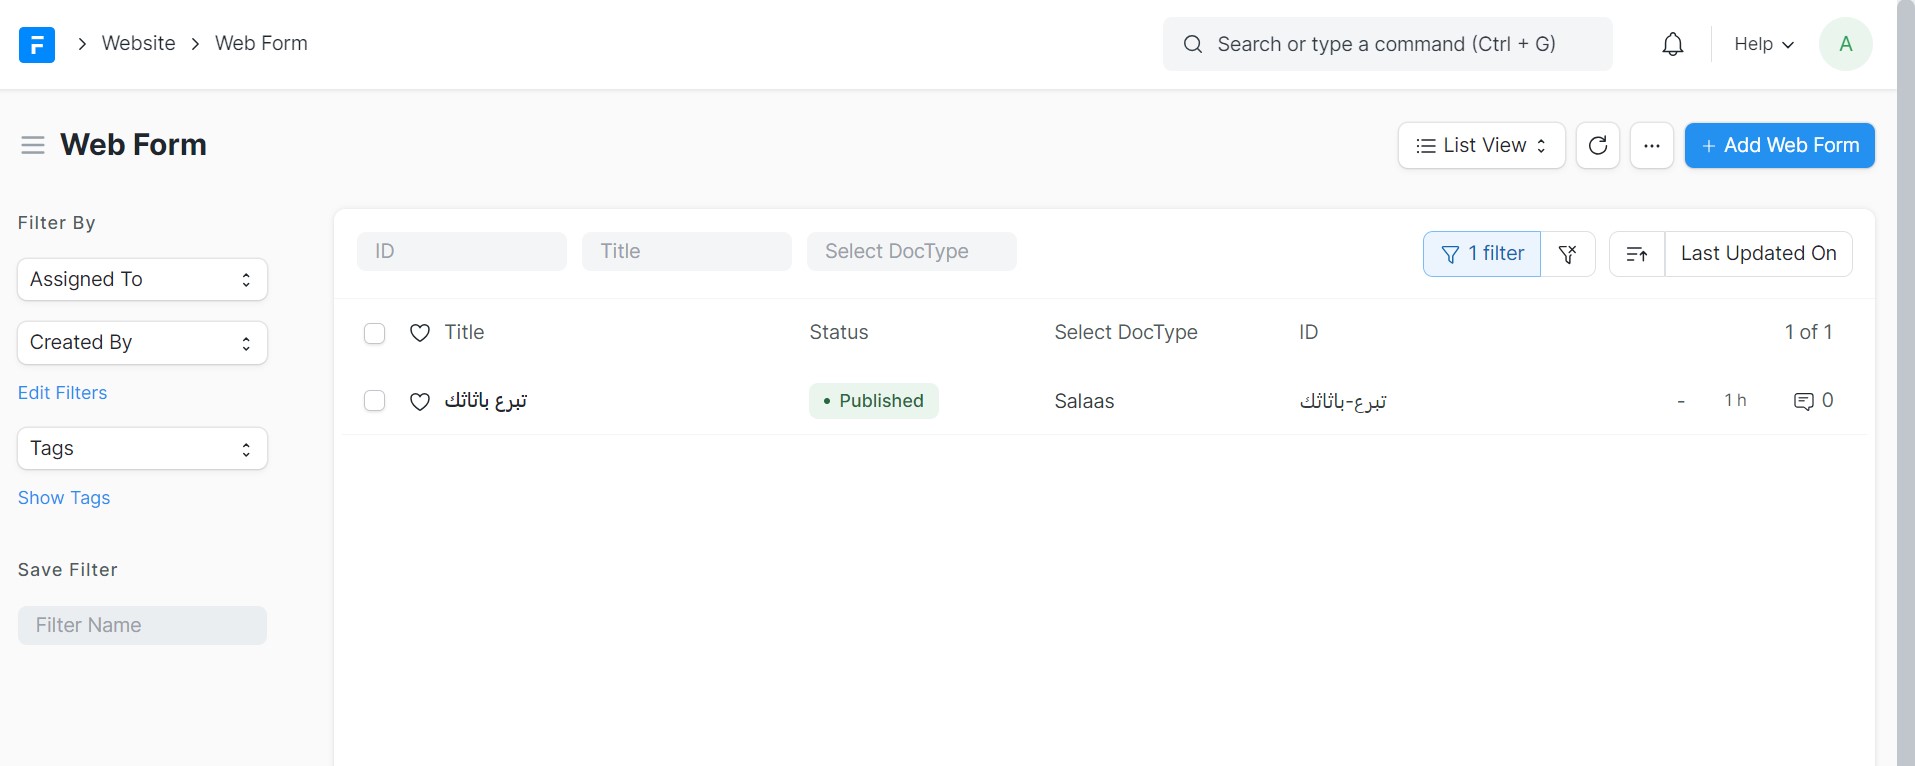 F
Website
Web Form
Search or type a command (Ctrl + G)
Help
A
Web Form
List View
Add Web Form
Filter By
Assigned To
Created By
Edit Filters
Tags
Show Tags
Save Filter
Filter Name
ID
Title
Select DocType
1 filter
Last Updated On
Title
Status
Select DocType
ID
1 of 1
تبرع باثاثك
Published
Salaas
تبرع-باثاثك
-
1 h
0